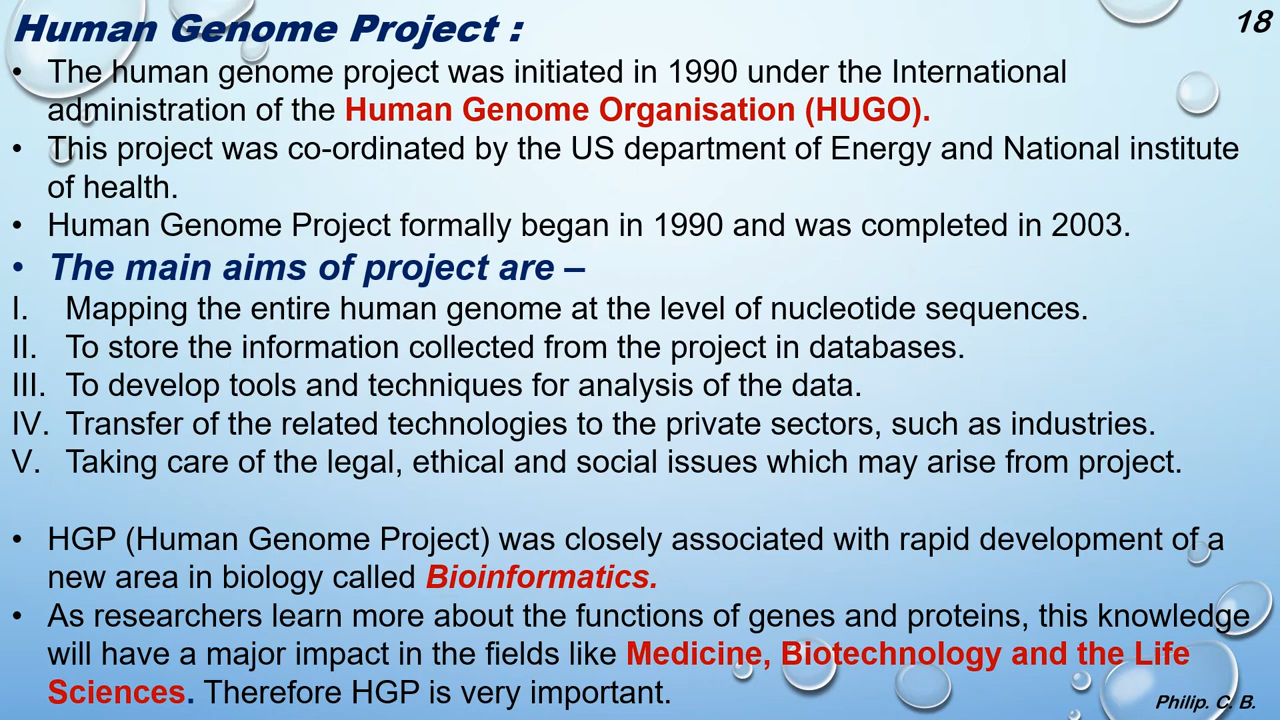 Human Genome Project :
18
• The human genome project was initiated in 1990 under the International
administration of the Human Genome Organisation (HUGO).
• This project was co-ordinated by the US department of Energy and National institute
of health.
• Human Genome Project formally began in 1990 and was completed in 2003.
• The main aims of project are –
I. Mapping the entire human genome at the level of nucleotide sequences.
II. To store the information collected from the project in databases.
III. To develop tools and techniques for analysis of the data.
IV. Transfer of the related technologies to the private sectors, such as industries.
V. Taking care of the legal, ethical and social issues which may arise from project.
• HGP (Human Genome Project) was closely associated with rapid development of a
new area in biology called Bioinformatics.
• As researchers learn more about the functions of genes and proteins, this knowledge
will have a major impact in the fields like Medicine, Biotechnology and the Life
Sciences. Therefore HGP is very important.
Philip. C. B.